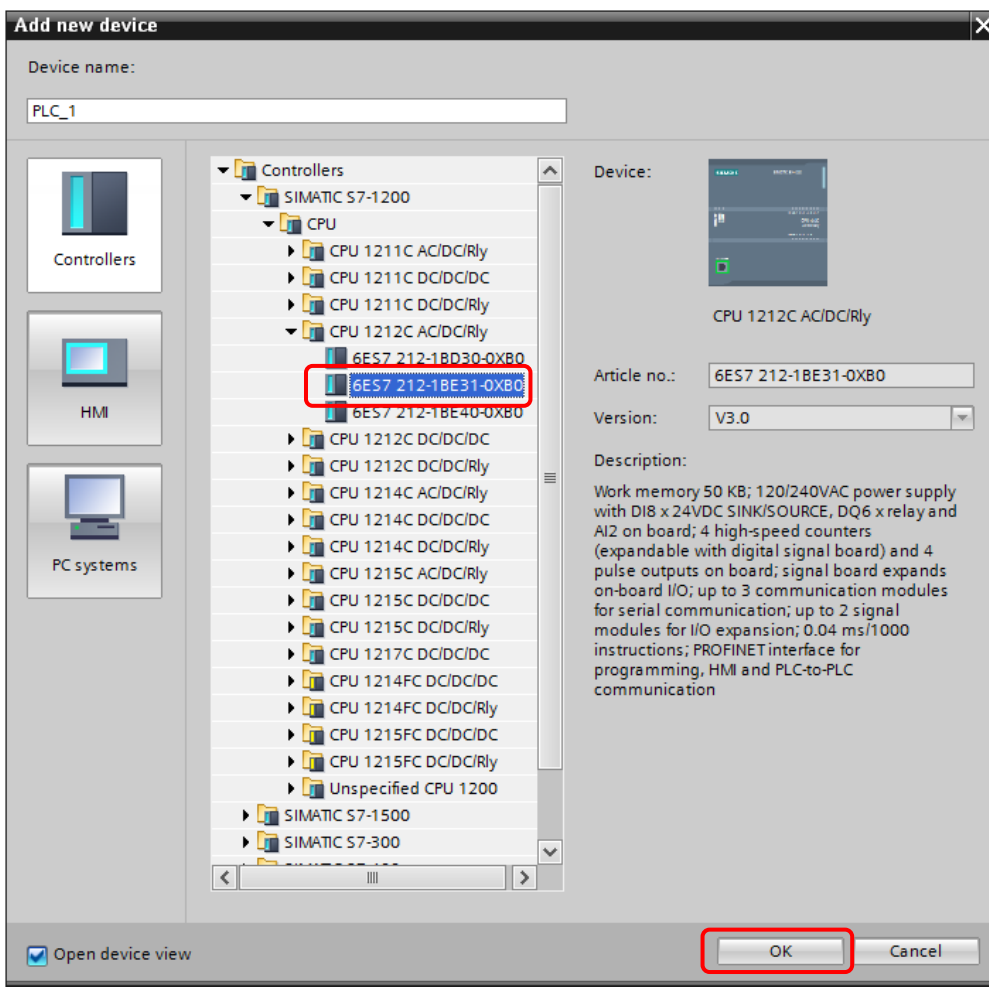 Add new device
Device name:
PLC_1
Controllers
HMI
PC systems
Controllers
SIMATIC S7-1200
CPU
CPU 1211C AC/DC/Rly
CPU 1211C DC/DC/DC
CPU 1211C DC/DC/Rly
CPU 1212C AC/DC/Rly
6ES7 212-1BD30-0XB0
6ES7 212-1BE31-0XB0
6ES7 212-1BE40-0XB0
CPU 1212C DC/DC/DC
CPU 1212C DC/DC/Rly
CPU 1214C AC/DC/Rly
CPU 1214C DC/DC/DC
CPU 1214C DC/DC/Rly
CPU 1215C AC/DC/Rly
CPU 1215C DC/DC/DC
CPU 1215C DC/DC/Rly
CPU 1217C DC/DC/DC
CPU 1214FC DC/DC/DC
CPU 1214FC DC/DC/Rly
CPU 1215FC DC/DC/DC
CPU 1215FC DC/DC/Rly
Unspecified CPU 1200
SIMATIC S7-1500
SIMATIC S7-300
Device:
CPU 1212C AC/DC/Rly
Article no.:
6ES7 212-1BE31-0XB0
Version:
V3.0
Description:
Work memory 50 KB; 120/240VAC power supply
with DI8 x 24VDC SINK/SOURCE, DQ6 x relay and
AI2 on board; 4 high-speed counters
(expandable with digital signal board) and 4
pulse outputs on board; signal board expands
on-board I/O; up to 3 communication modules
for serial communication; up to 2 signal
modules for I/O expansion; 0.04 ms/1000
instructions; PROFINET interface for
programming, HMI and PLC-to-PLC
communication
Open device view
OK
Cancel